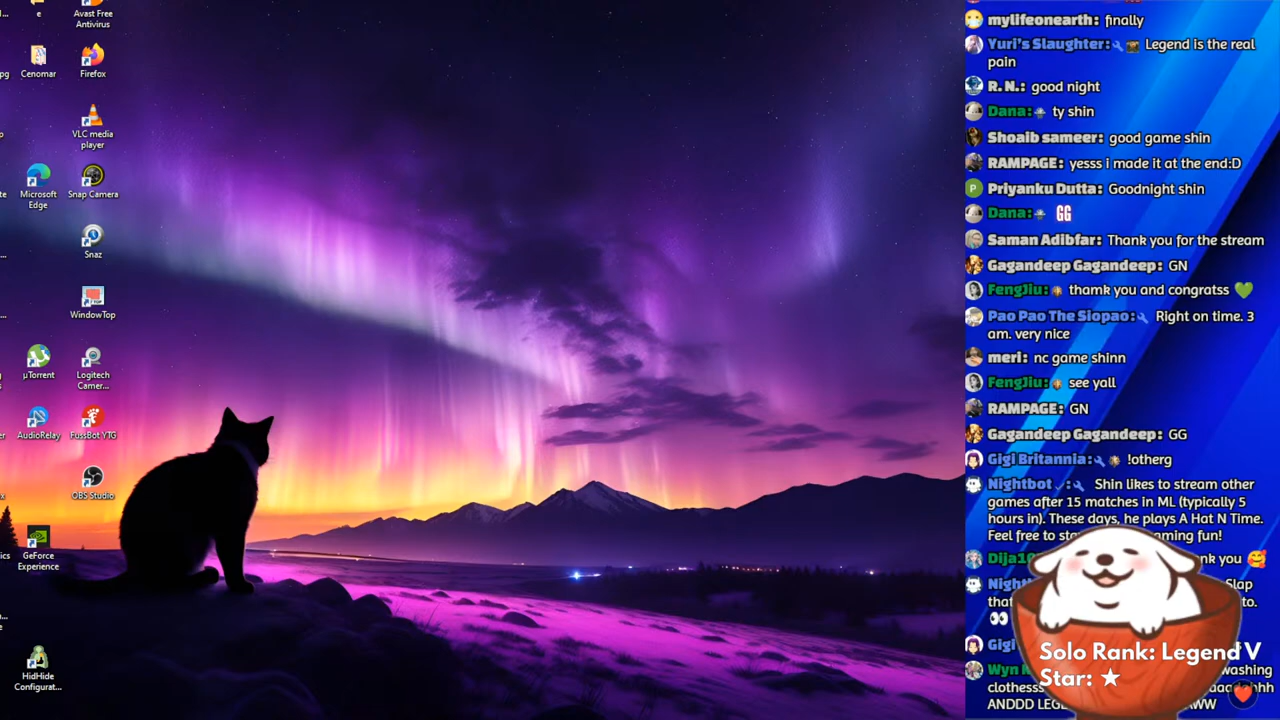 e
Avast Free
Antivirus
Cenomar
Firefox
VLC media
player
Microsoft
Edge
Snap Camera
Snaz
WindowTop
µTorrent
Logitech
Camer...
AudioRelay
FussBot YTG
OBS Studio
GeForce
Experience
HidHide
Configurat...
mylifeonearth: finally
Yuri's Slaughter: Legend is the real
pain
R. N.: good night
Dana: ty shin
Shoaib sameer: good game shin
RAMPAGE: yesss i made it at the end:D
P Priyanku Dutta: Goodnight shin
Dana: GG
Saman Adibfar: Thank you for the stream
Gagandeep Gagandeep: GN
FengJiu: thamk you and congratss 💚
Pao Pao The Siopao: Right on time. 3
am. very nice
meri: nc game shinn
FengJiu: see yall
RAMPAGE: GN
Gagandeep Gagandeep: GG
Gigi Britannia: !otherg
Nightbot: Shin likes to stream other
games after 15 matches in ML (typically 5
hours in). These days, he plays A Hat N Time.
Feel free to
you 🥰
Slap
to.
👀
Gigi
Solo Rank: Legend V
Star: ★
Wyn
washing
clothesss
ANDDD